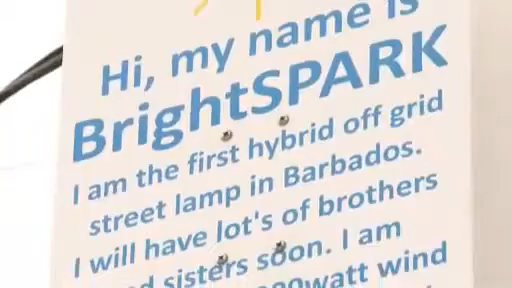 Hi, my name is
BrightSPARK
I am the first hybrid off grid
street lamp in Barbados.
I will have lot's of brothers
sisters soon. I am
wind